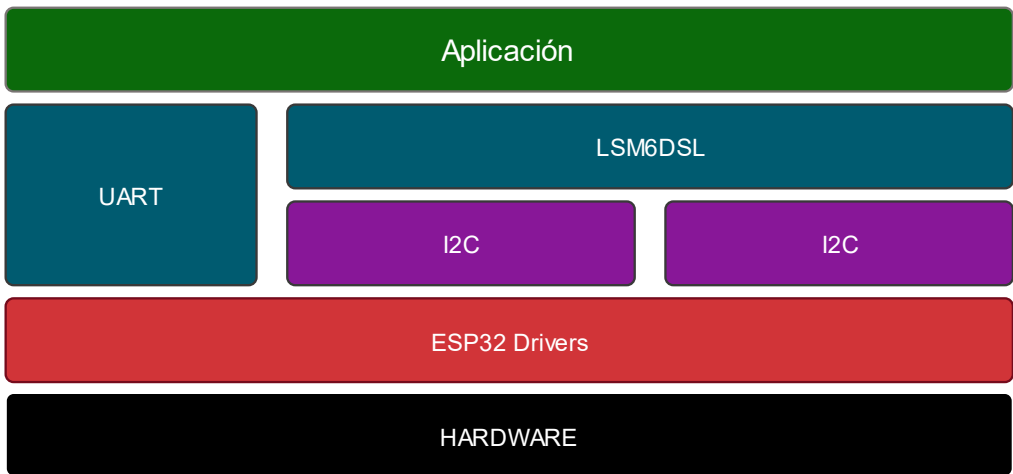 Aplicación
UART
LSM6DSL
I2C
I2C
ESP32 Drivers
HARDWARE